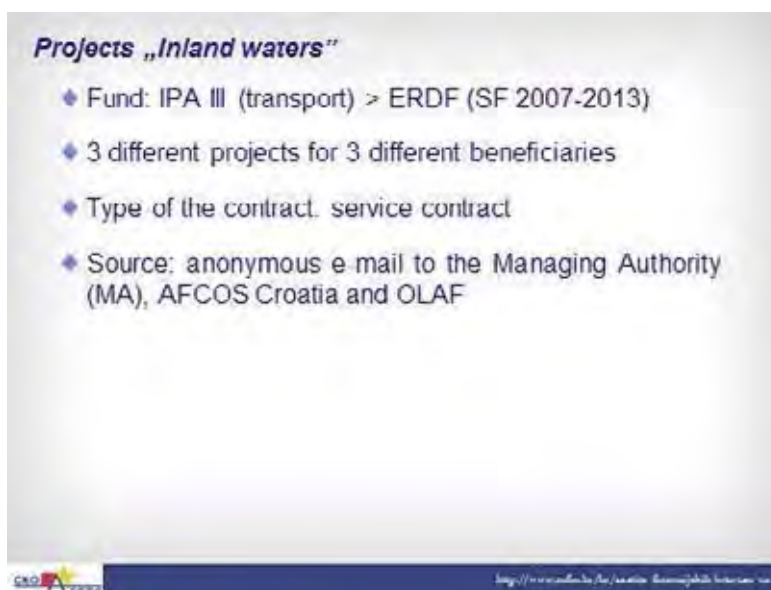 Projects „Inland waters”
Fund: IPA III (transport) > ERDF (SF 2007-2013)
3 different projects for 3 different beneficiaries
Type of the contract. service contract
Source: anonymous e mail to the Managing Authority
(MA), AFCOS Croatia and OLAF